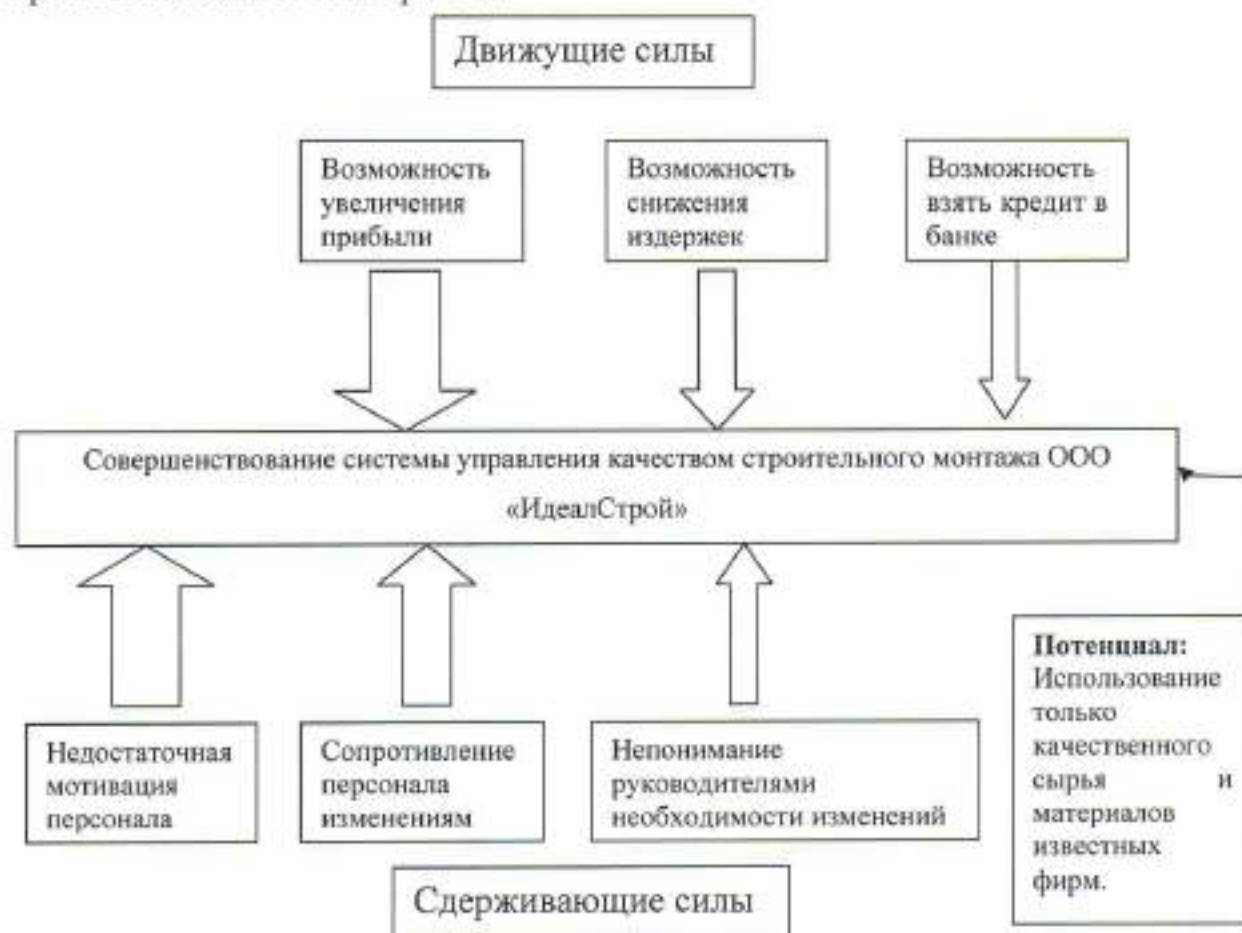 Движущие силы
Возможность
увеличения
прибыли
Возможность
снижения
издержек
Возможность
взять кредит в
банке
Совершенствование системы управления качеством строительного монтажа ООО
«ИдеалСтрой»
Недостаточная
мотивация
персонала
Сопротивление
персонала
изменениям
Непонимание
руководителями
необходимости изменений
Потенциал:
Использование
только
качественного
сырья и
материалов
известных
фирм.
Сдерживающие силы